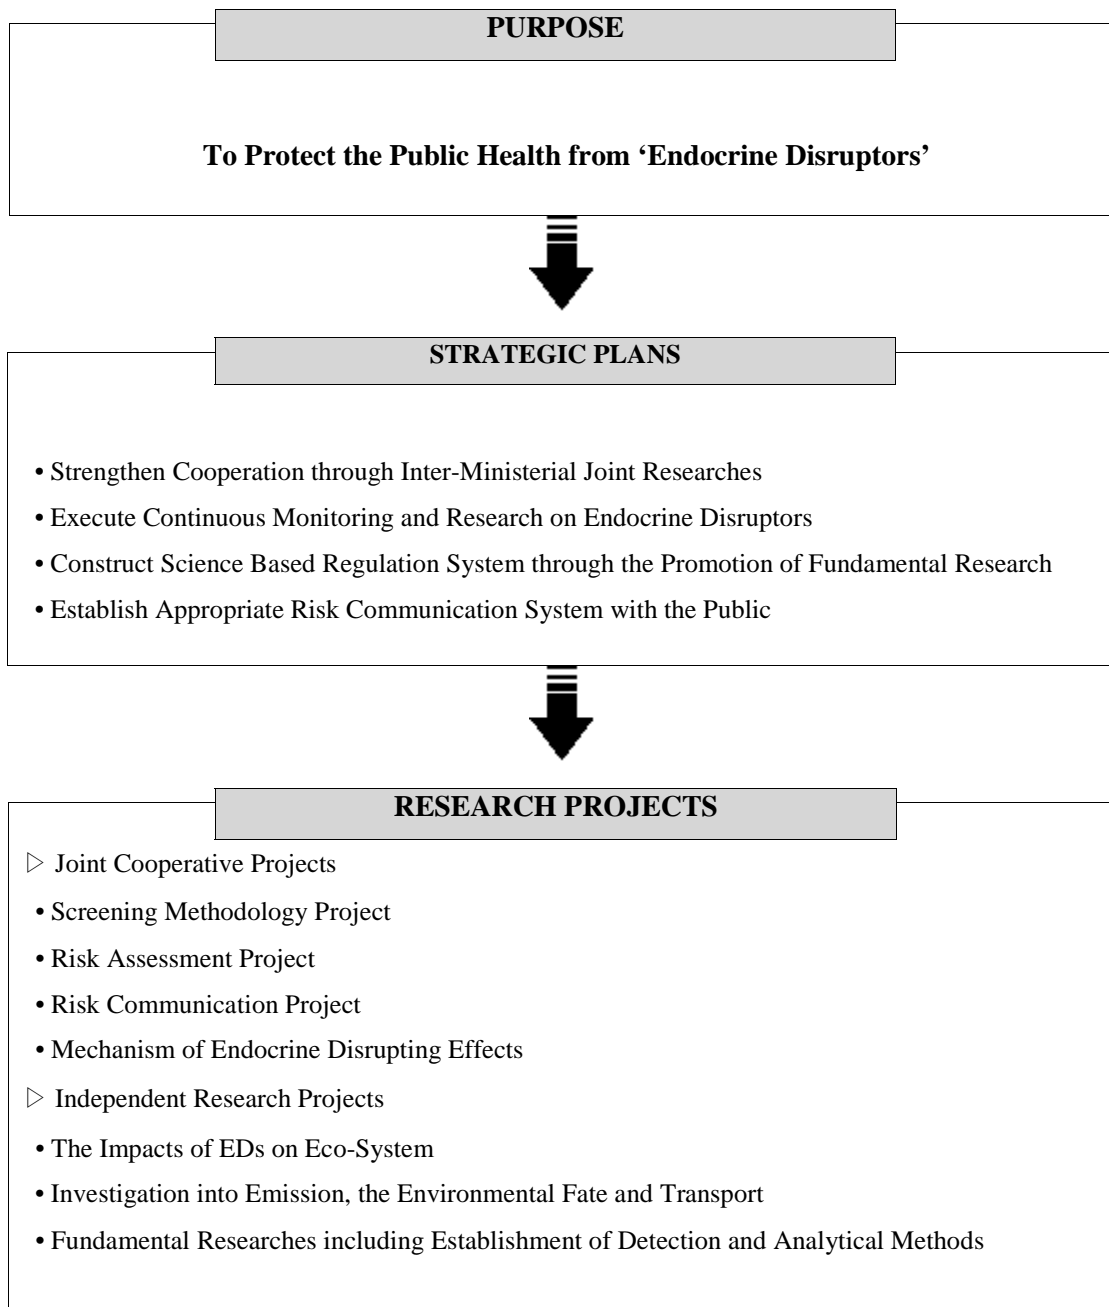 PURPOSE
To Protect the Public Health from ‘Endocrine Disruptors’
STRATEGIC PLANS
• Strengthen Cooperation through Inter-Ministerial Joint Researches
• Execute Continuous Monitoring and Research on Endocrine Disruptors
• Construct Science Based Regulation System through the Promotion of Fundamental Research
• Establish Appropriate Risk Communication System with the Public
RESEARCH PROJECTS
▷ Joint Cooperative Projects
• Screening Methodology Project
• Risk Assessment Project
• Risk Communication Project
• Mechanism of Endocrine Disrupting Effects
▷ Independent Research Projects
• The Impacts of EDs on Eco-System
• Investigation into Emission, the Environmental Fate and Transport
• Fundamental Researches including Establishment of Detection and Analytical Methods